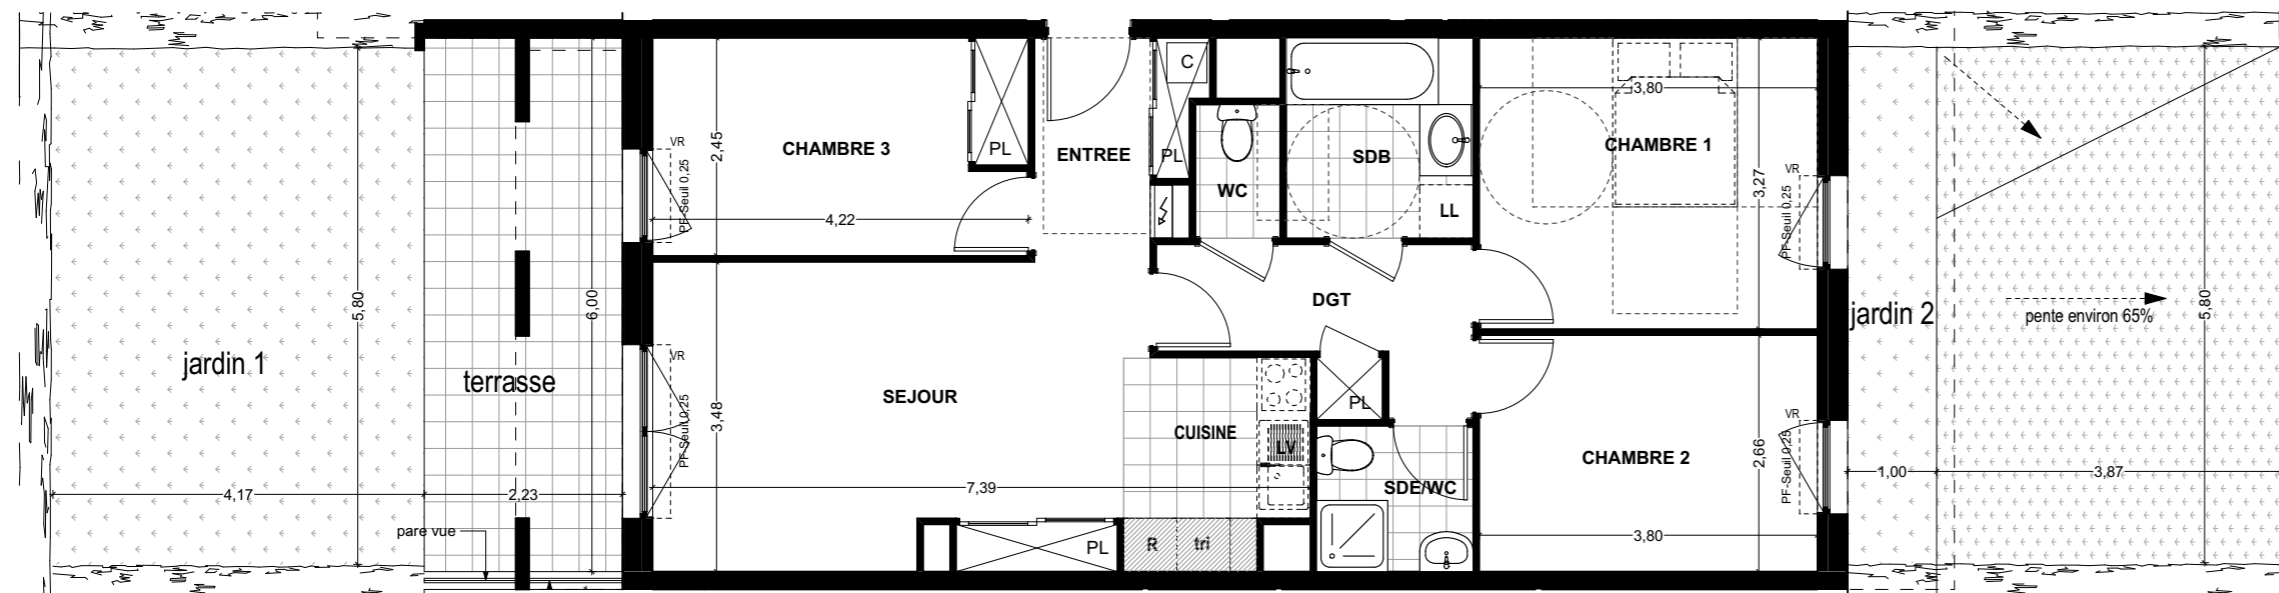 jardin 1
5,80
4,17
terrasse
6,00
2,23
pare vue
VR
PF-Seuil 0,25
CHAMBRE 3
2,45
4,22
PL
ENTREE
C
PL
WC
SDB
LL
CHAMBRE 1
3,80
3,27
VR
PF-Seuil 0,25
DGT
VR
PF-Seuil 0,25
SEJOUR
3,48
7,39
CUISINE
LV
PL
R
tri
PL
SDE/WC
CHAMBRE 2
2,66
3,80
VR
PF-Seuil 0,25
jardin 2
pente environ 65%
5,80
1,00
3,87